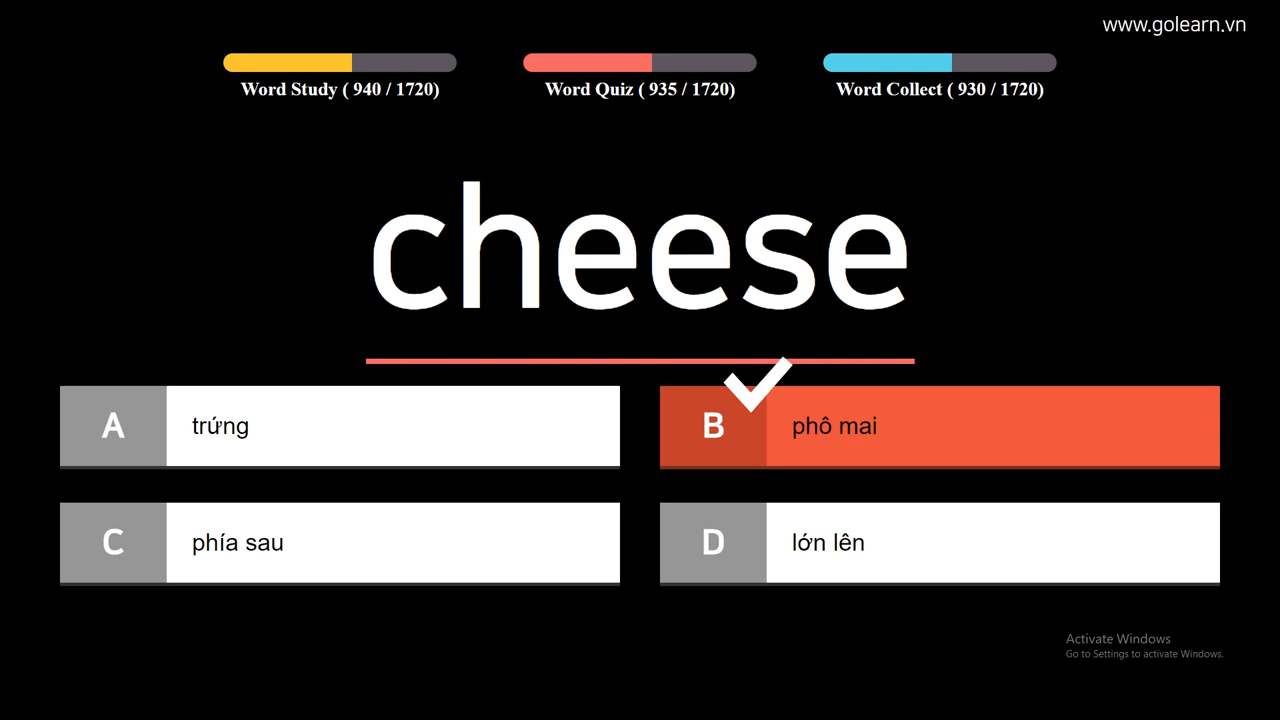 www.golearn.vn
Word Study ( 940 / 1720)
Word Quiz ( 935 / 1720)
Word Collect ( 930 / 1720)
cheese
A trứng
B phô mai
C phía sau
D lớn lên
Activate Windows
Go to Settings to activate Windows.